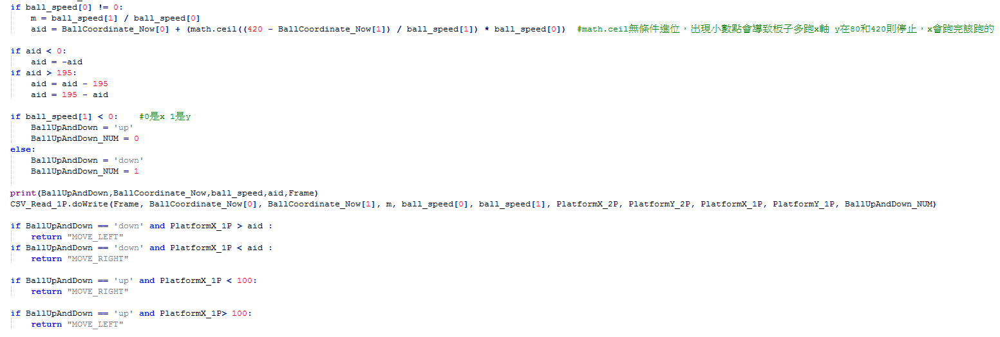 if ball_speed[0] != 0:
    m = ball_speed[1] / ball_speed[0]
    aid = BallCoordinate_Now[0] + (math.ceil((420 - BallCoordinate_Now[1]) / ball_speed[1]) * ball_speed[0])  #math.ceil無條件進位，出現小數點會導致板子多跑x軸 y在80和420則停止，x會跑完該跑的
if aid < 0:
    aid = -aid
if aid > 195:
    aid = aid - 195
    aid = 195 - aid
if ball_speed[1] < 0:    #0是x 1是y
    BallUpAndDown = 'up'
    BallUpAndDown_NUM = 0
else:
    BallUpAndDown = 'down'
    BallUpAndDown_NUM = 1
print(BallUpAndDown,BallCoordinate_Now,ball_speed,aid,Frame)
CSV_Read_1P.doWrite(Frame, BallCoordinate_Now[0], BallCoordinate_Now[1], m, ball_speed[0], ball_speed[1], PlatformX_2P, PlatformY_2P, PlatformX_1P, PlatformY_1P, BallUpAndDown_NUM)
if BallUpAndDown == 'down' and PlatformX_1P > aid :
    return "MOVE_LEFT"
if BallUpAndDown == 'down' and PlatformX_1P < aid :
    return "MOVE_RIGHT"
if BallUpAndDown == 'up' and PlatformX_1P < 100:
    return "MOVE_RIGHT"
if BallUpAndDown == 'up' and PlatformX_1P> 100:
    return "MOVE_LEFT"